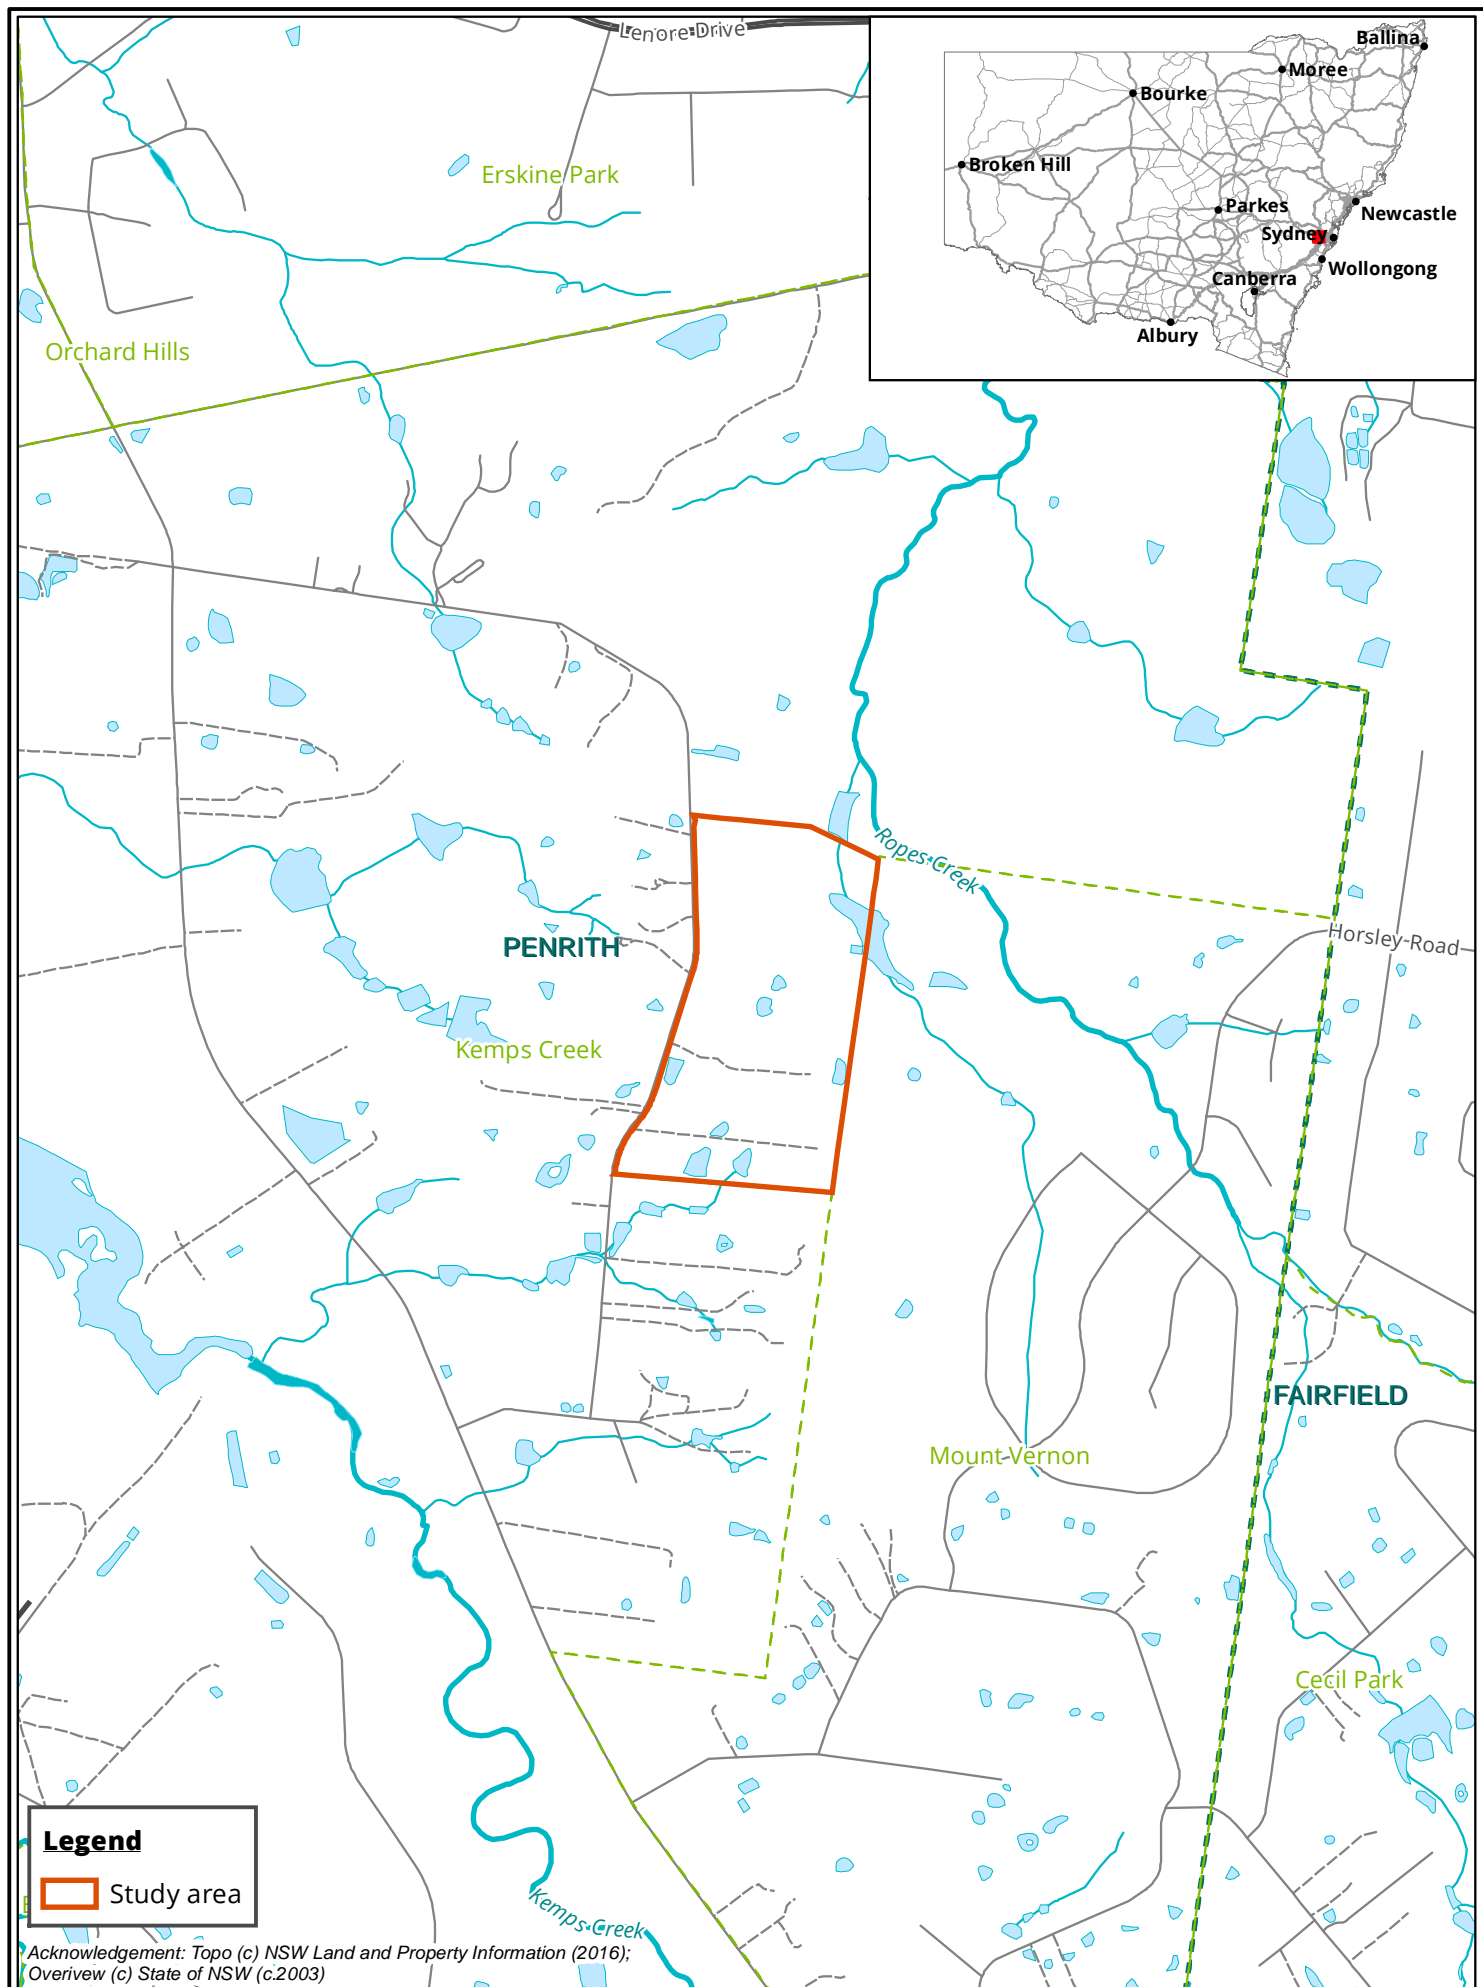 Lenore Drive
Ballina
Moree
Bourke
Broken Hill
Parkes
Newcastle
Sydney
Wollongong
Canberra
Albury
Erskine Park
Orchard Hills
Ropes Creek
Horsley Road
PENRITH
Kemps Creek
FAIRFIELD
Mount Vernon
Cecil Park
Legend
Study area
Kemps Creek
Acknowledgement: Topo (c) NSW Land and Property Information (2016);
Overivew (c) State of NSW (c.2003)